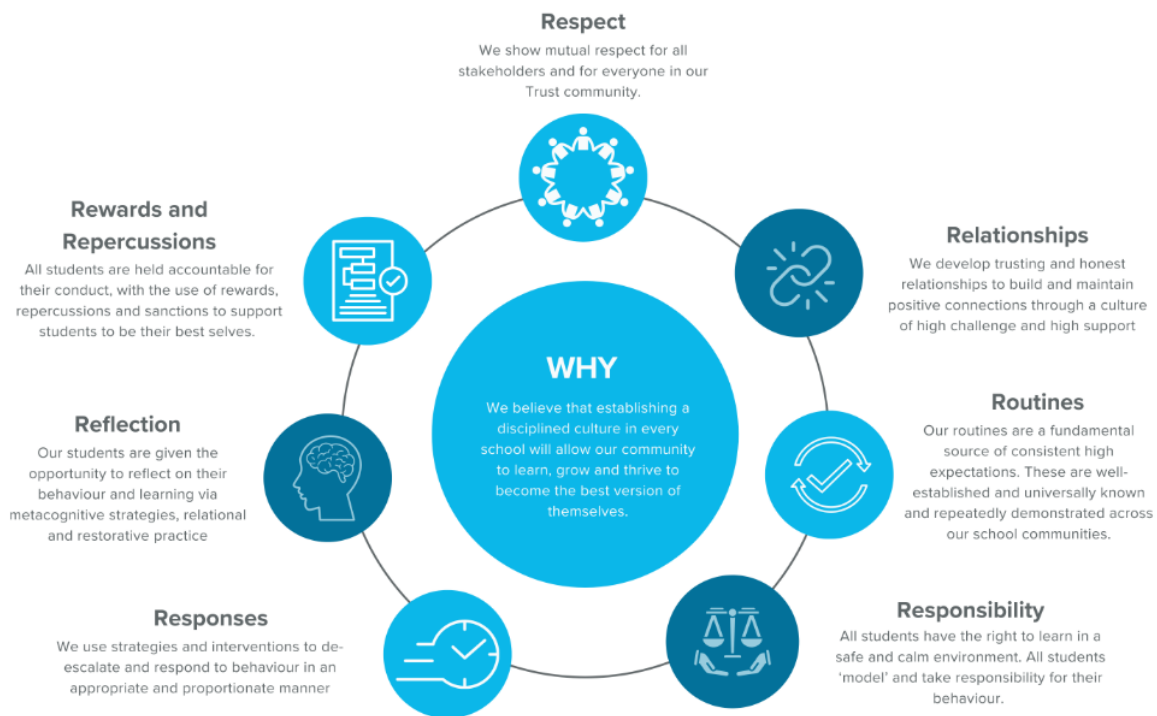 Respect
We show mutual respect for all
stakeholders and for everyone in our
Trust community.
Relationships
We develop trusting and honest
relationships to build and maintain
positive connections through a culture
of high challenge and high support
Routines
Our routines are a fundamental
source of consistent high
expectations. These are well-
established and universally known
and repeatedly demonstrated across
our school communities.
Responsibility
All students have the right to learn in a
safe and calm environment. All students
‘model’ and take responsibility for their
behaviour.
Responses
We use strategies and interventions to de-
escalate and respond to behaviour in an
appropriate and proportionate manner
Reflection
Our students are given the
opportunity to reflect on their
behaviour and learning via
metacognitive strategies, relational
and restorative practice
Rewards and
Repercussions
All students are held accountable for
their conduct, with the use of rewards,
repercussions and sanctions to support
students to be their best selves.
WHY
We believe that establishing a
disciplined culture in every
school will allow our community
to learn, grow and thrive to
become the best version of
themselves.